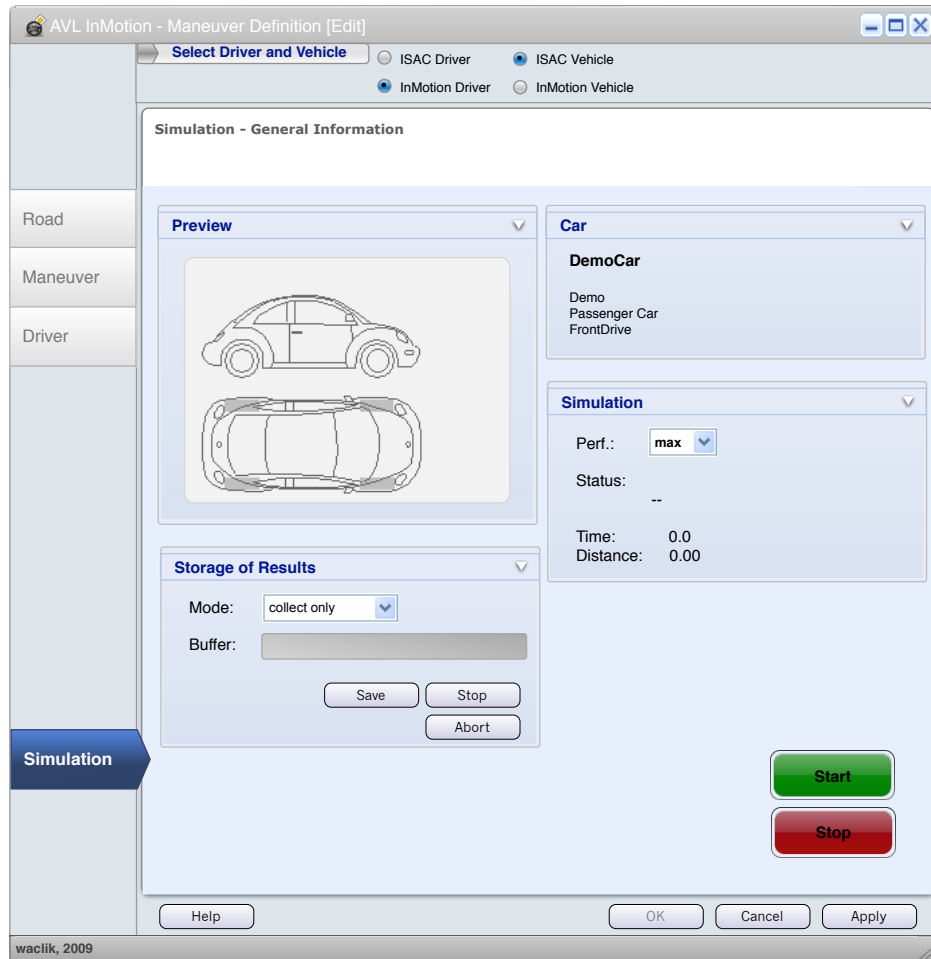 AVL InMotion - Maneuver Definition [Edit]
Select Driver and Vehicle
ISAC Driver
ISAC Vehicle
InMotion Driver
InMotion Vehicle
Simulation - General Information
Road
Maneuver
Driver
Simulation
Preview
Car
DemoCar
Demo
Passenger Car
FrontDrive
Simulation
Perf.: max
Status:
--
Time: 0.0
Distance: 0.00
Storage of Results
Mode: collect only
Buffer:
Save
Stop
Abort
Start
Stop
Help
OK
Cancel
Apply
waclik, 2009